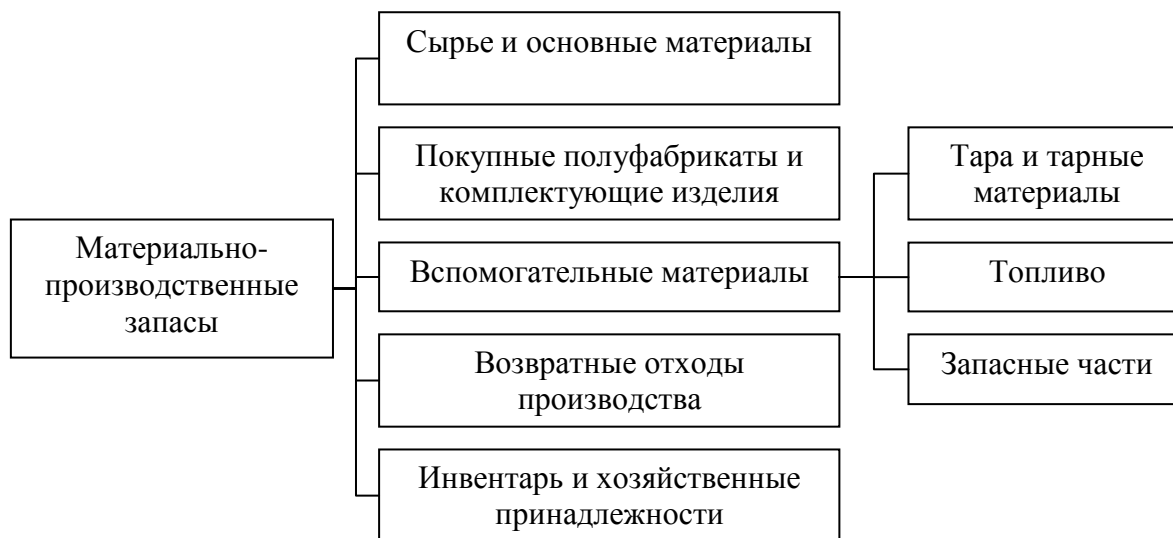 Материально-
производственные
запасы
Сырье и основные материалы
Покупные полуфабрикаты и
комплектующие изделия
Вспомогательные материалы
Возвратные отходы
производства
Инвентарь и хозяйственные
принадлежности
Тара и тарные
материалы
Топливо
Запасные части